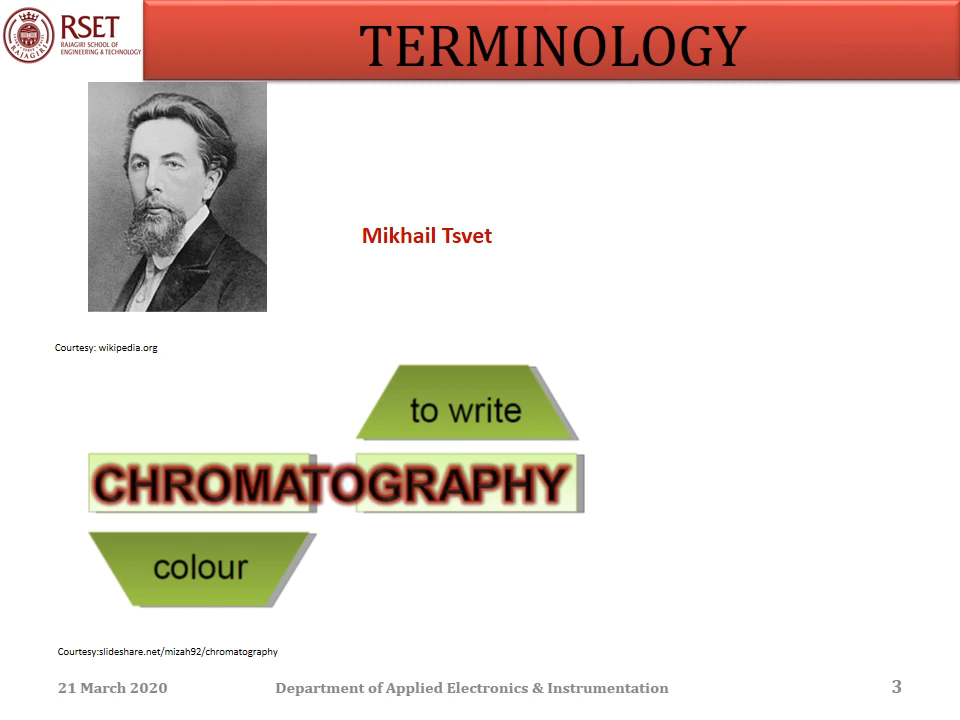 RSET
RAJAGIRI SCHOOL OF
ENGINEERING & TECHNOLOGY
RAJAGIRI
TERMINOLOGY
Mikhail Tsvet
Courtesy: wikipedia.org
to write
CHROMATOGRAPHY
colour
Courtesy:slideshare.net/mizah92/chromatography
21 March 2020
Department of Applied Electronics & Instrumentation
3